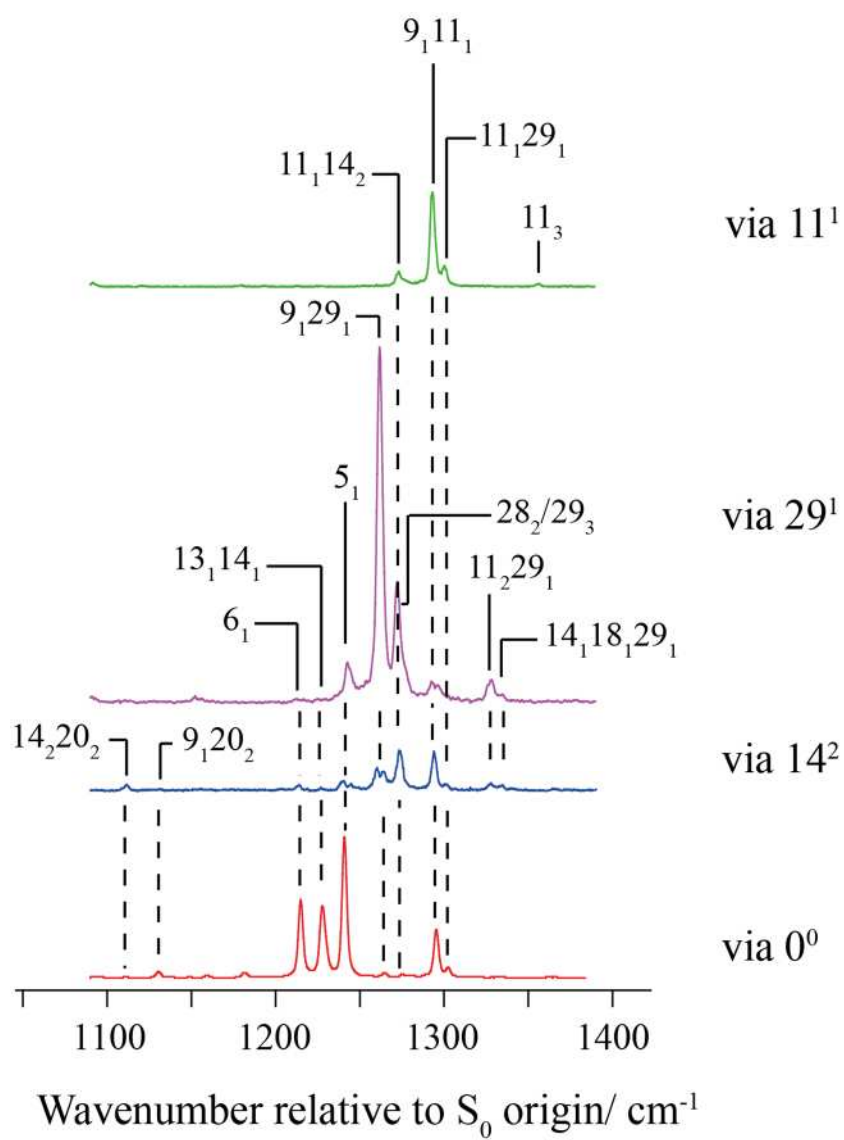 9₁11₁
11₁14₂
11₁29₁
11₃
via 11¹
9₁29₁
5₁
28₂/29₃
via 29¹
13₁14₁
11₂29₁
6₁
14₁18₁29₁
14₂20₂
9₁20₂
via 14²
via 0⁰
1100 1200 1300 1400
Wavenumber relative to S₀ origin/ cm⁻¹